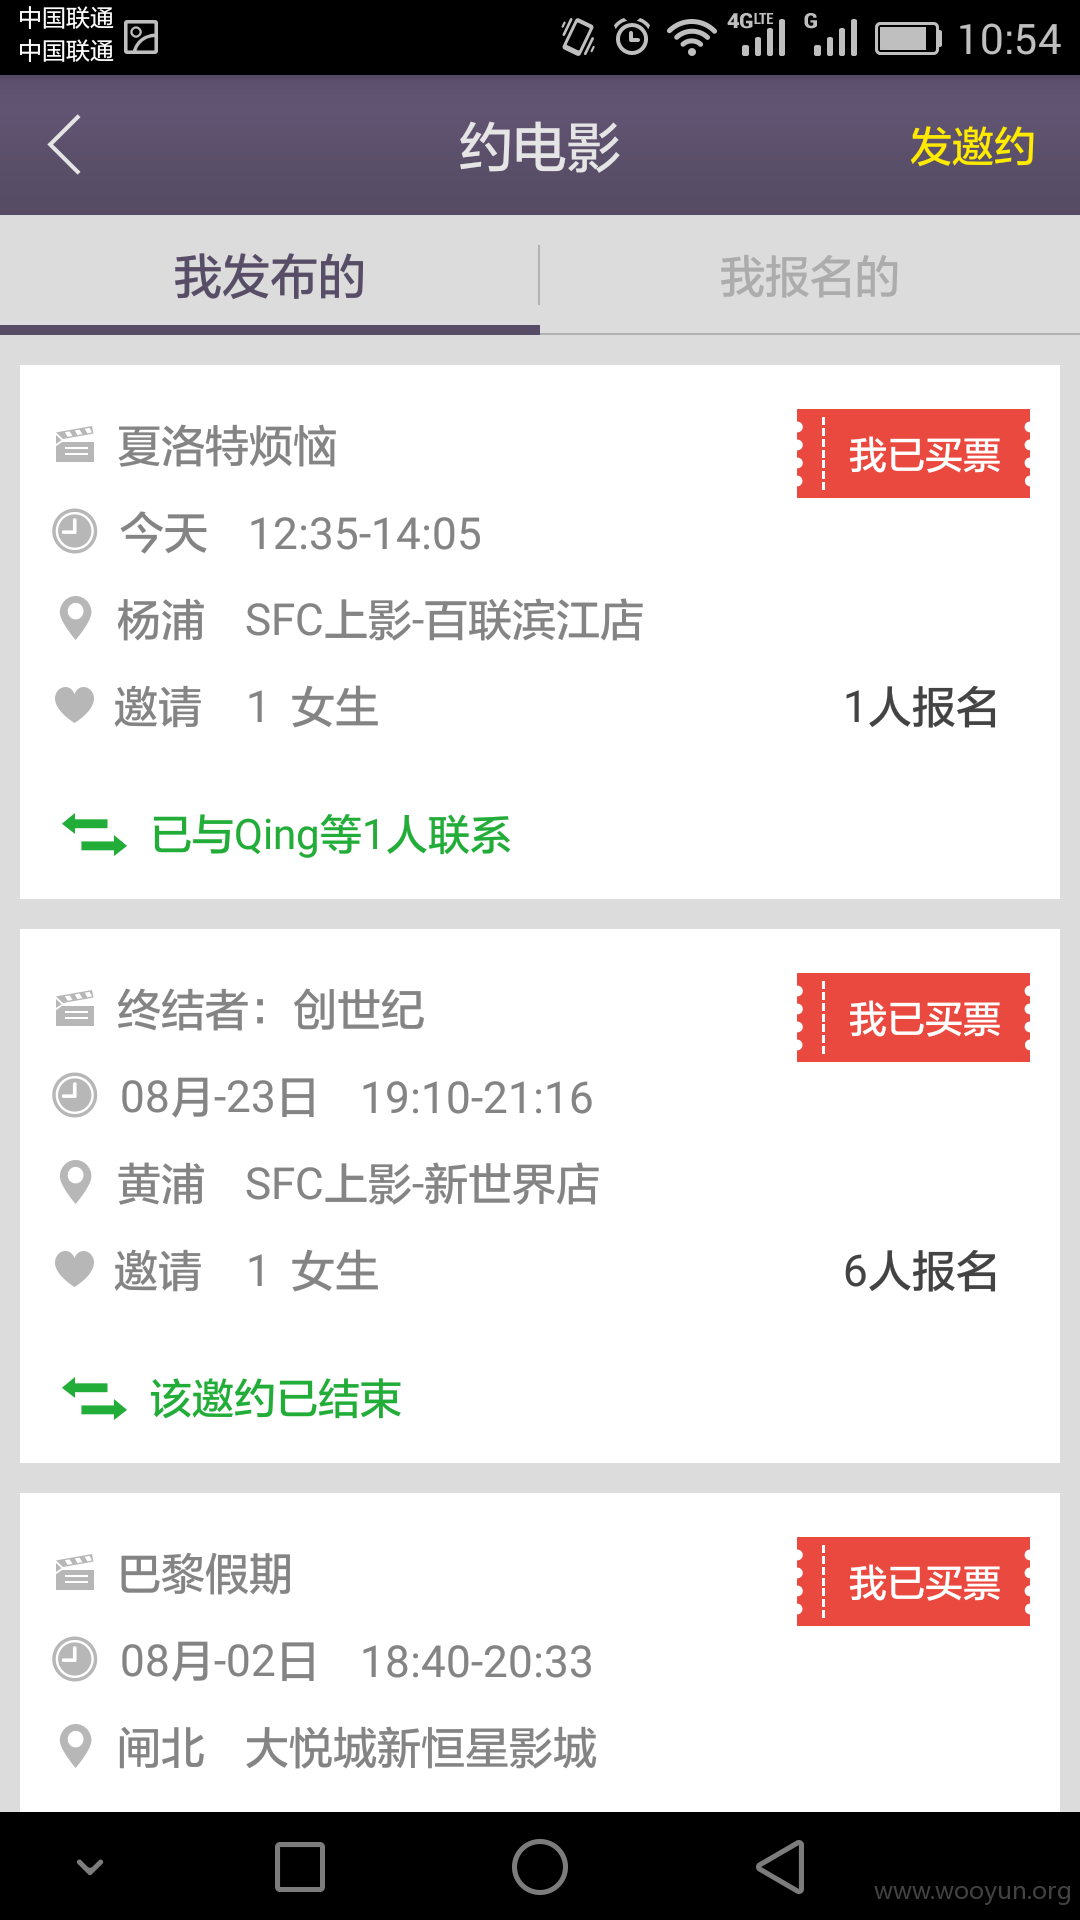 中国联通
中国联通
4G LTE G 10:54
约电影 发邀约
我发布的 我报名的
夏洛特烦恼 我已买票
今天 12:35-14:05
杨浦 SFC上影-百联滨江店
邀请 1 女生 1人报名
已与Qing等1人联系
终结者：创世纪 我已买票
08月-23日 19:10-21:16
黄浦 SFC上影-新世界店
邀请 1 女生 6人报名
该邀约已结束
巴黎假期 我已买票
08月-02日 18:40-20:33
闸北 大悦城新恒星影城
www.wooyun.org